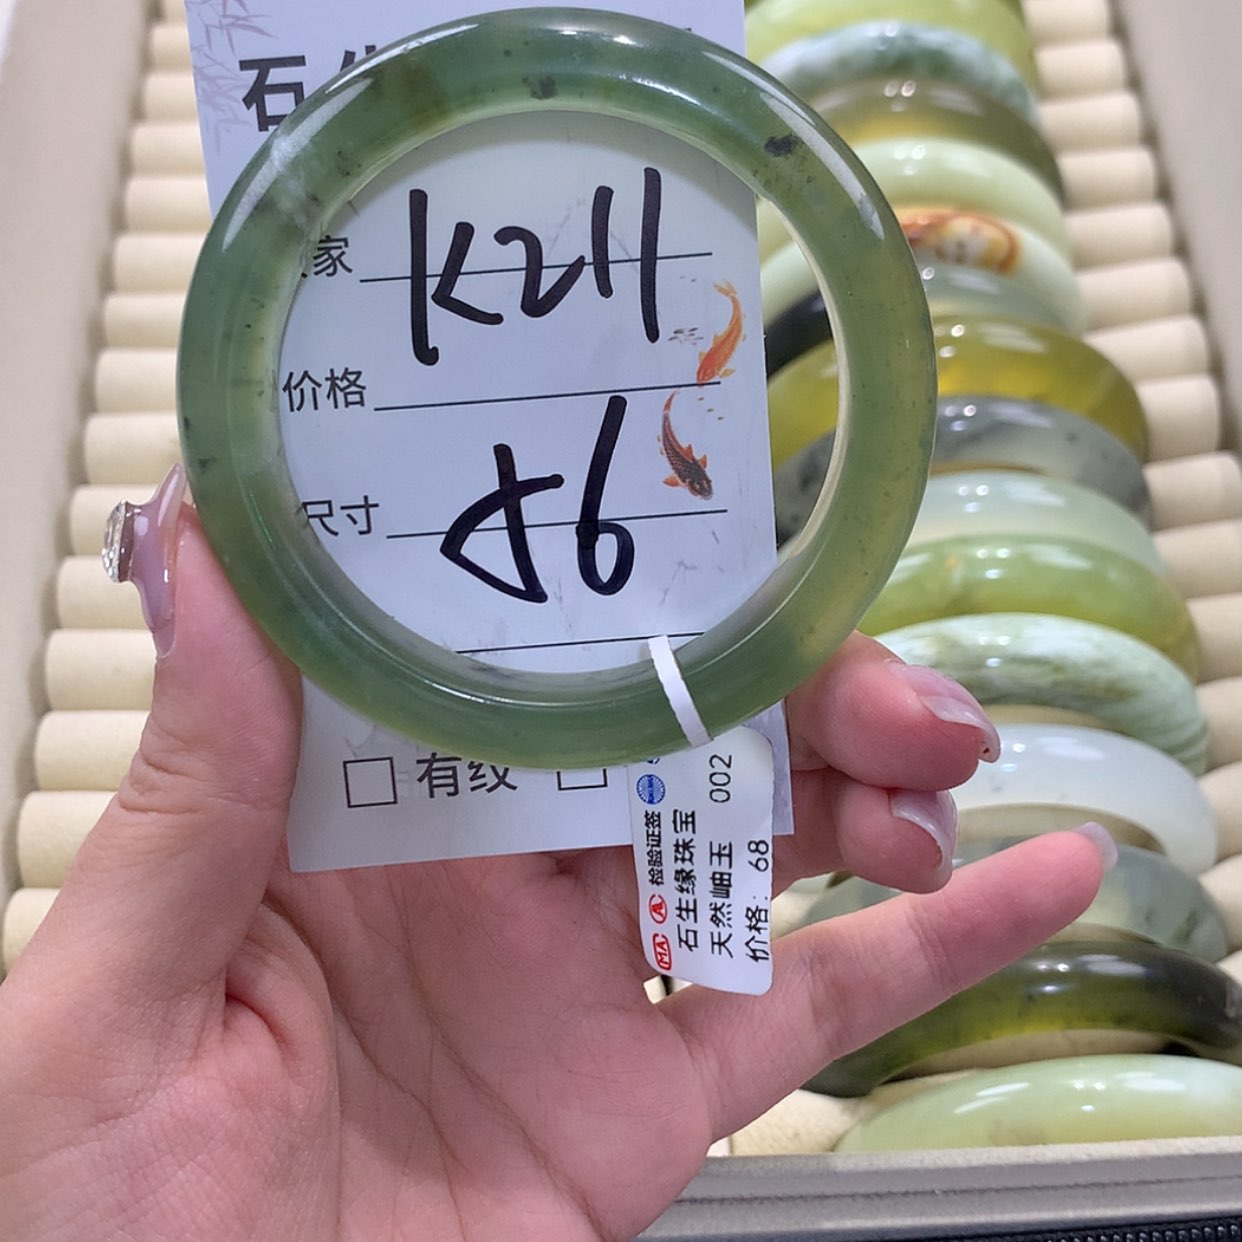 石
家 K211
价格
尺寸 56
有纹
MA A 检验证签
石生缘珠宝 002
天然岫玉
价格: 68